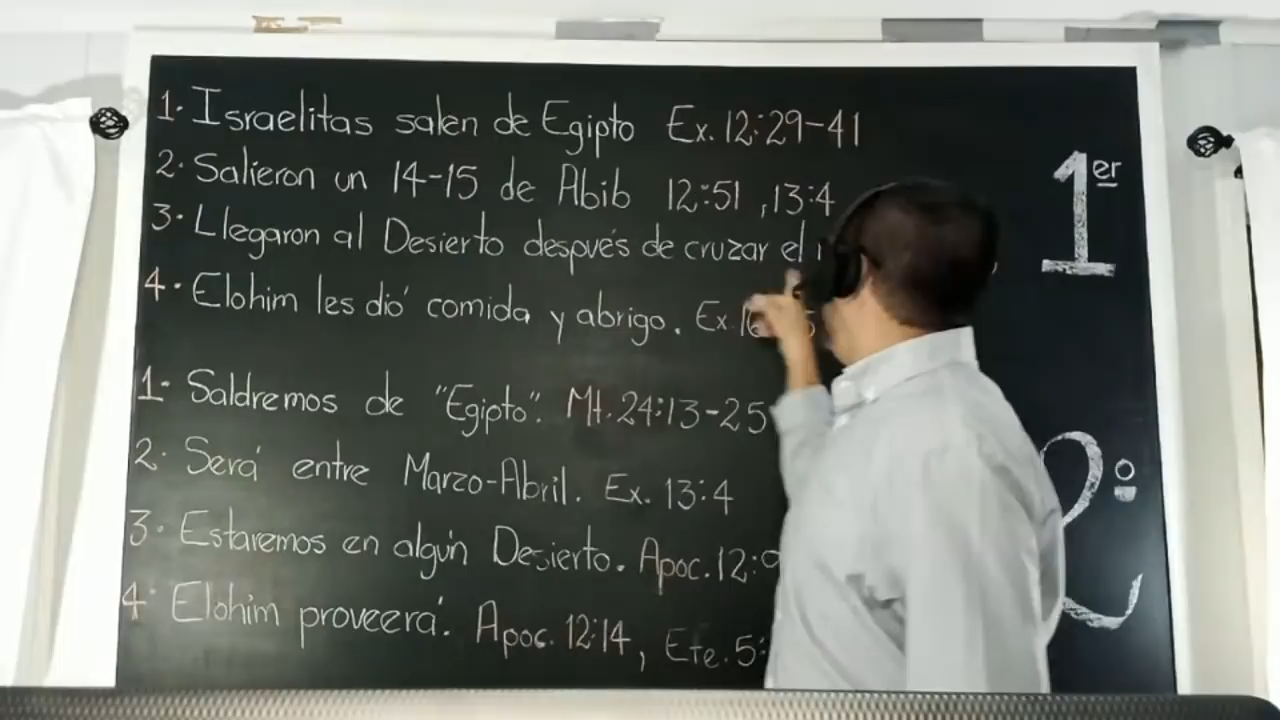 1. Israelitas salen de Egipto Ex. 12:29-41
2. Salieron un 14-15 de Abib 12:51, 13:4
3. Llegaron al Desierto después de cruzar el
4. Elohim les dió comida y abrigo. Ex.
1er
1- Saldremos de "Egipto". Mt. 24:13-25
2. Será entre Marzo-Abril. Ex. 13:4
3. Estaremos en algún Desierto. Apoc. 12:
4. Elohim proveerá. Apoc. 12:14, Efe. 5:
2º